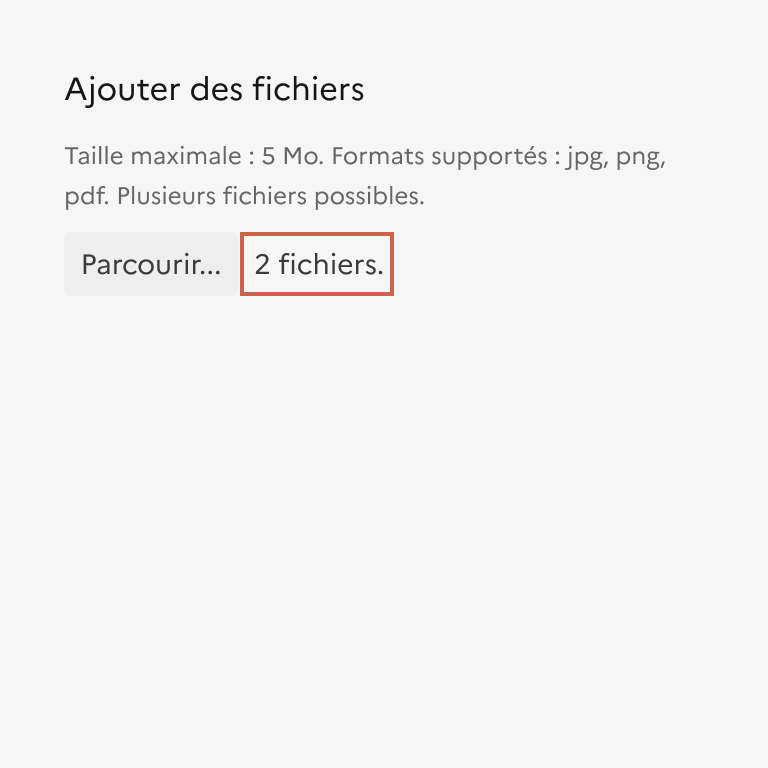 Ajouter des fichiers
Taille maximale : 5 Mo. Formats supportés : jpg, png,
pdf. Plusieurs fichiers possibles.
Parcourir... 2 fichiers.